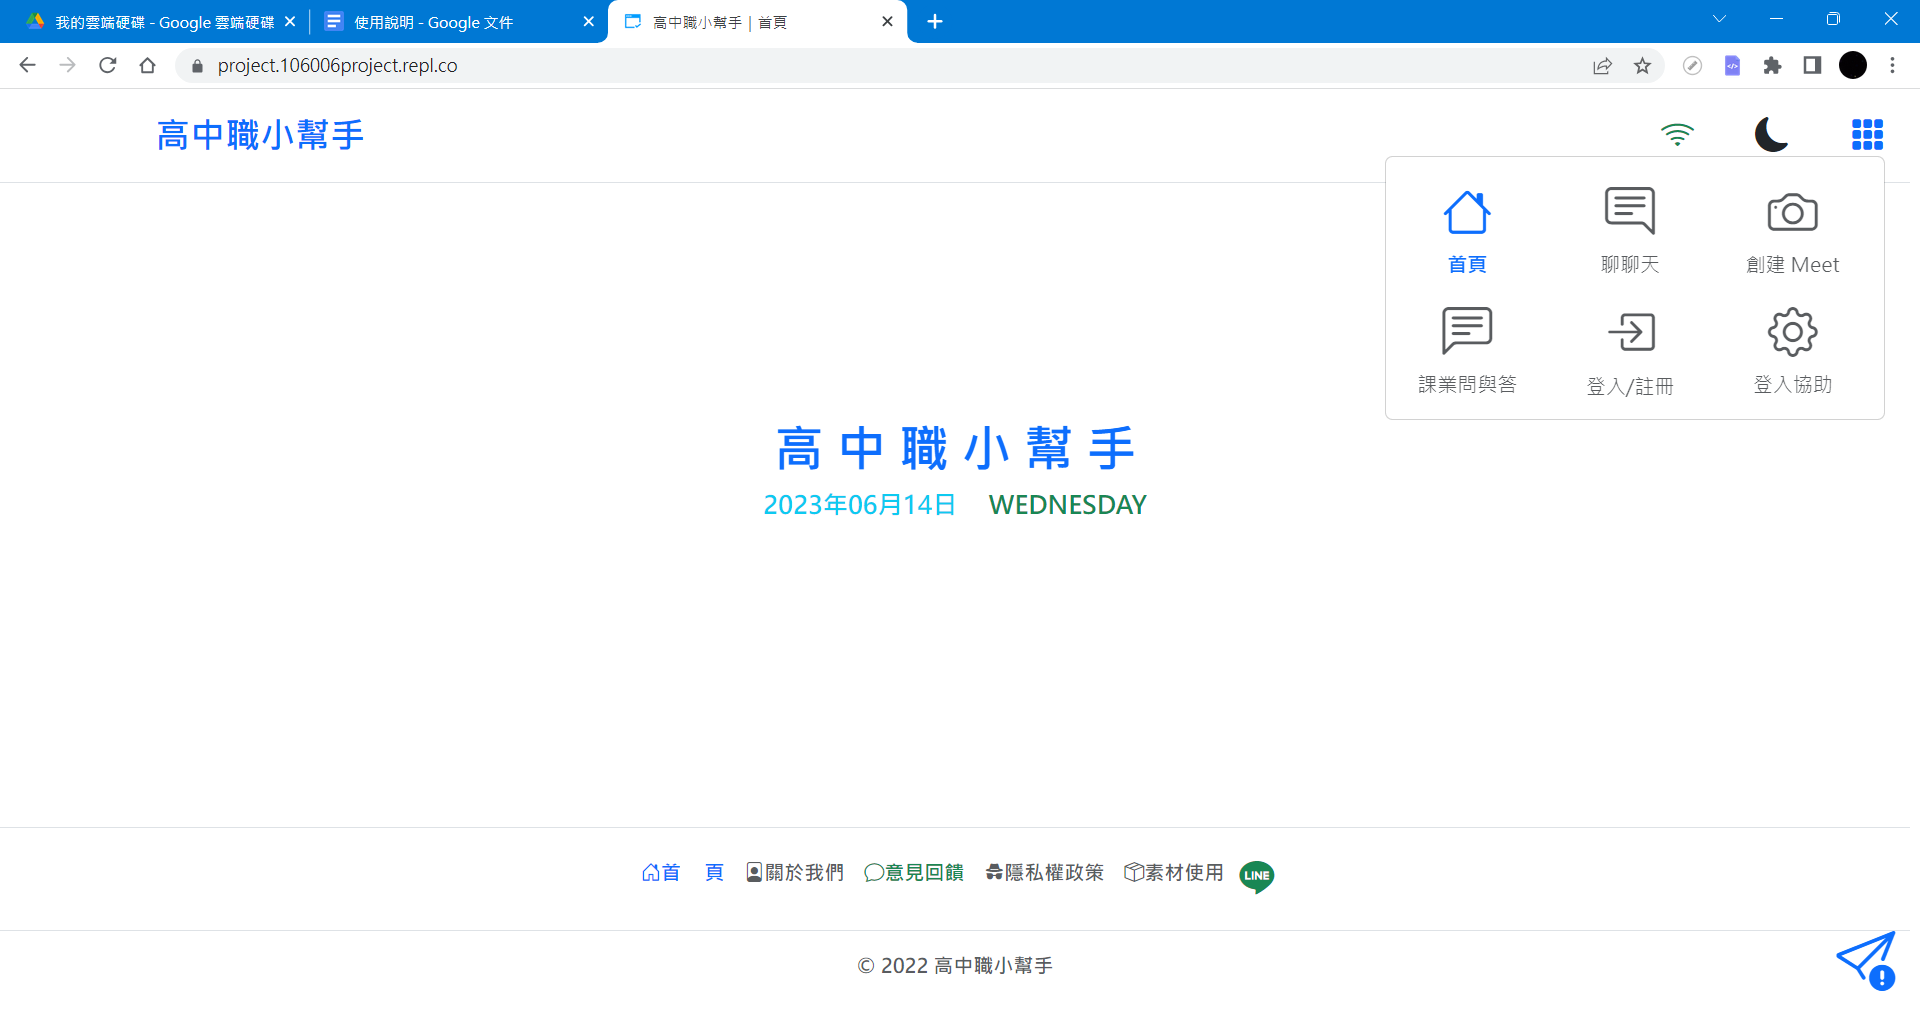 我的雲端硬碟 - Google 雲端硬碟
使用說明 - Google 文件
高中職小幫手｜首頁
project.106006project.repl.co
高中職小幫手
首頁
聊聊天
創建 Meet
課業問與答
登入/註冊
登入協助
高中職小幫手
2023年06月14日 WEDNESDAY
首 頁 關於我們 意見回饋 隱私權政策 素材使用 LINE
© 2022 高中職小幫手